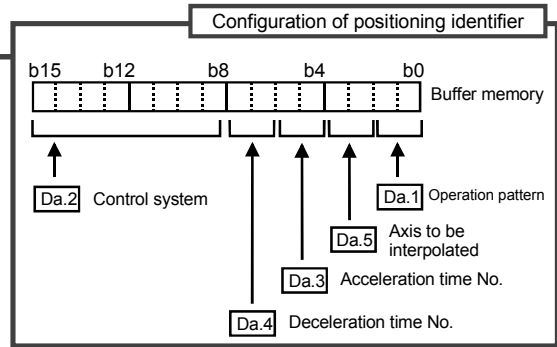 Configuration of positioning identifier
b15 b12 b8 b4 b0
Buffer memory
Da.2 Control system
Da.1 Operation pattern
Da.5 Axis to be
interpolated
Da.3 Acceleration time No.
Da.4 Deceleration time No.